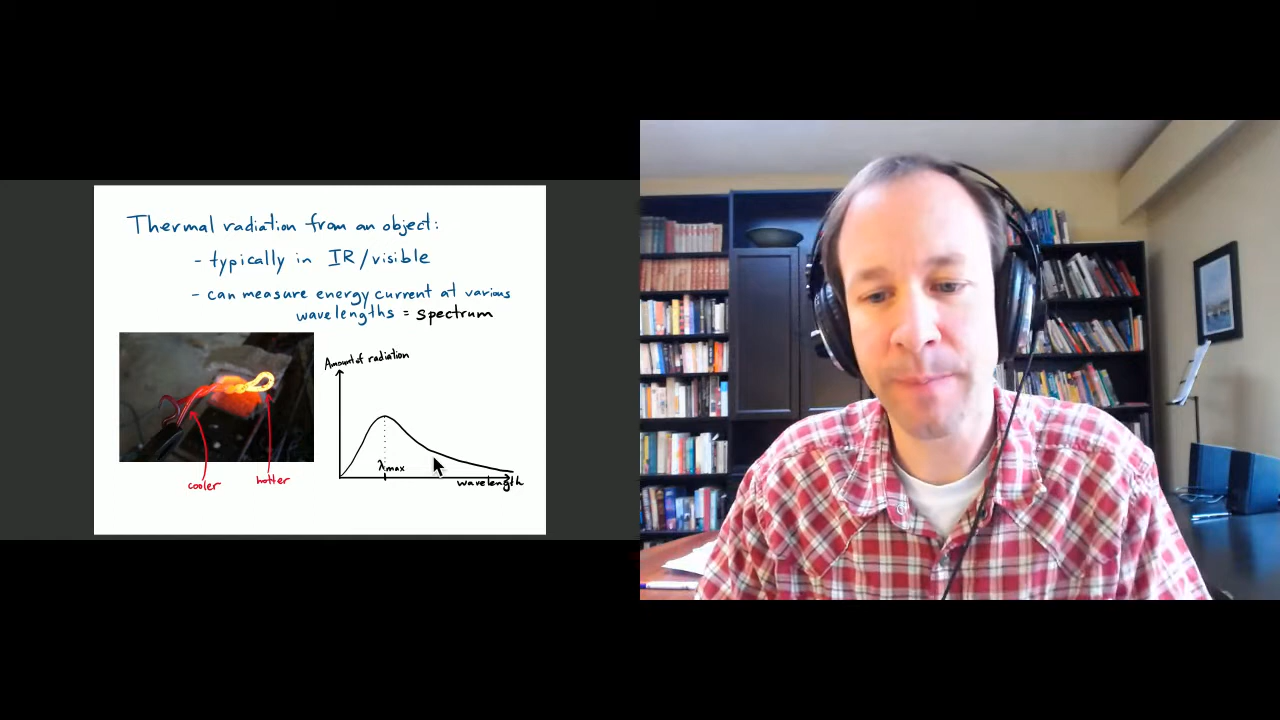 Thermal radiation from an object:
- typically in IR/visible
- can measure energy current at various
wavelengths = spectrum
Amount of radiation
λmax
wavelength
cooler
hotter